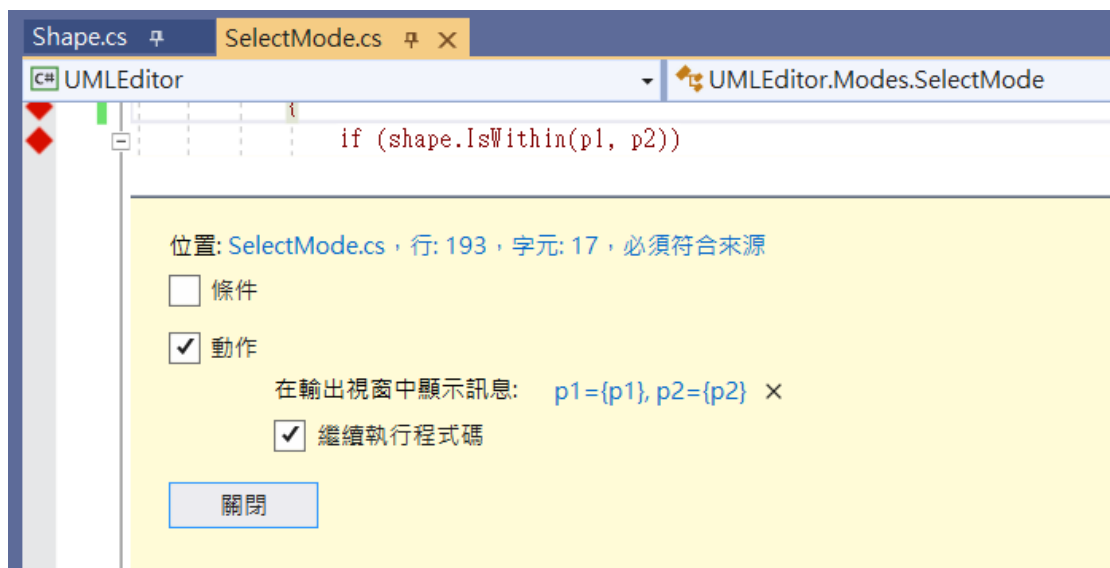 Shape.cs SelectMode.cs
C# UMLEditor UMLEditor.Modes.SelectMode
{
if (shape.IsWithin(p1, p2))
位置: SelectMode.cs，行: 193，字元: 17，必須符合來源
條件
動作
在輸出視窗中顯示訊息: p1={p1}, p2={p2}
繼續執行程式碼
關閉